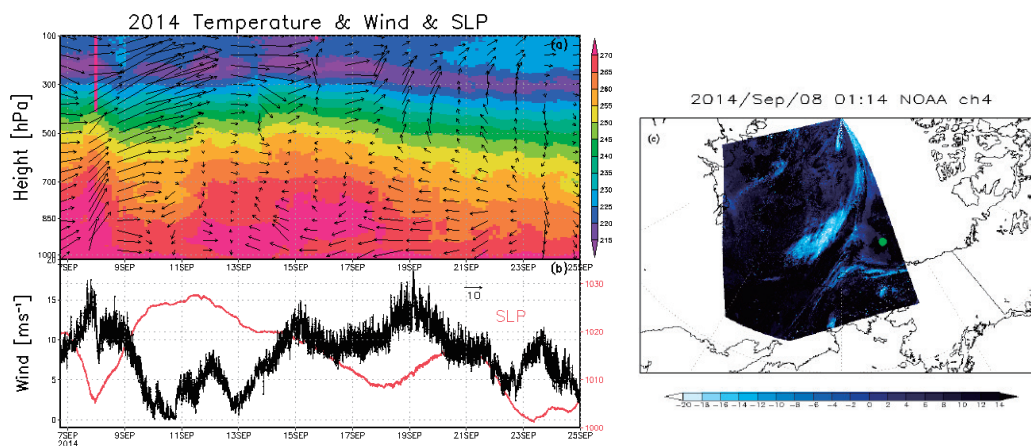 2014 Temperature & Wind & SLP
(a)
Height [hPa]
100
300
500
700
850
1000
270
265
260
255
250
245
240
235
230
225
220
215
7SEP 9SEP 11SEP 13SEP 15SEP 17SEP 19SEP 21SEP 23SEP 25SEP
(b)
Wind [ms⁻¹]
15
10
5
0
10
SLP
1030
1020
1010
1000
7SEP 9SEP 11SEP 13SEP 15SEP 17SEP 19SEP 21SEP 23SEP 25SEP
2014
2014/Sep/08 01:14 NOAA ch4
(c)
-20 -18 -16 -14 -12 -10 -8 -6 -4 -2 0 2 4 6 8 10 12 14